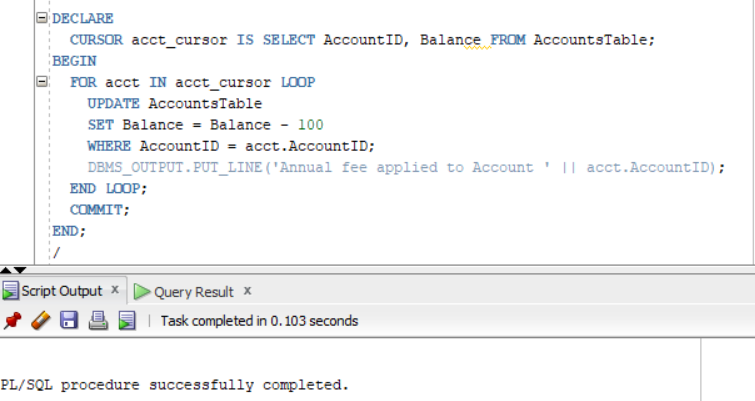 DECLARE
CURSOR acct_cursor IS SELECT AccountID, Balance FROM AccountsTable;
BEGIN
FOR acct IN acct_cursor LOOP
UPDATE AccountsTable
SET Balance = Balance - 100
WHERE AccountID = acct.AccountID;
DBMS_OUTPUT.PUT_LINE('Annual fee applied to Account ' || acct.AccountID);
END LOOP;
COMMIT;
END;
/
Script Output x Query Result x
Task completed in 0.103 seconds
PL/SQL procedure successfully completed.